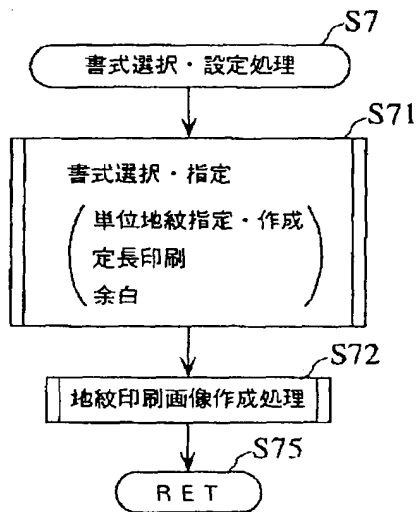 S7
書式選択・設定処理
S71
書式選択・指定
単位地紋指定・作成
定長印刷
余白
S72
地紋印刷画像作成処理
S75
RET